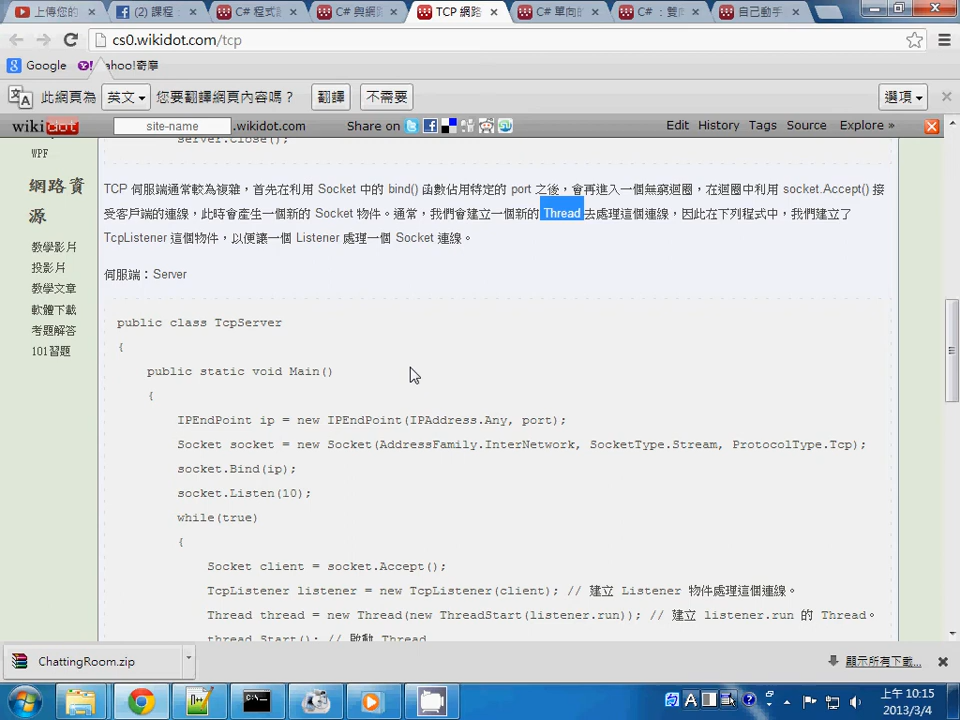 上傳您的
(2) 課程
C# 程式
C# 與網
TCP 網路
C# 單向
C# ：雙
自己動手
cs0.wikidot.com/tcp
Google
ahoo!奇摩
此網頁為 英文 您要翻譯網頁內容嗎？ 翻譯 不需要 選項
wikidot site-name .wikidot.com Share on Edit History Tags Source Explore »
server.Close();
WPF
網路資
源
教學影片
投影片
教學文章
軟體下載
考題解答
101習題
TCP 伺服端通常較為複雜，首先在利用 Socket 中的 bind() 函數佔用特定的 port 之後，會再進入一個無窮迴圈，在迴圈中利用 socket.Accept() 接
受客戶端的連線，此時會產生一個新的 Socket 物件。通常，我們會建立一個新的 Thread 去處理這個連線，因此在下列程式中，我們建立了
TcpListener 這個物件，以便讓一個 Listener 處理一個 Socket 連線。
伺服端：Server
public class TcpServer
{
public static void Main()
{
IPEndPoint ip = new IPEndPoint(IPAddress.Any, port);
Socket socket = new Socket(AddressFamily.InterNetwork, SocketType.Stream, ProtocolType.Tcp);
socket.Bind(ip);
socket.Listen(10);
while(true)
{
Socket client = socket.Accept();
TcpListener listener = new TcpListener(client); // 建立 Listener 物件處理這個連線。
Thread thread = new Thread(new ThreadStart(listener.run)); // 建立 listener.run 的 Thread。
thread.Start(); // 啟動 Thread
ChattingRoom.zip
顯示所有下載...
上午 10:15
2013/3/4